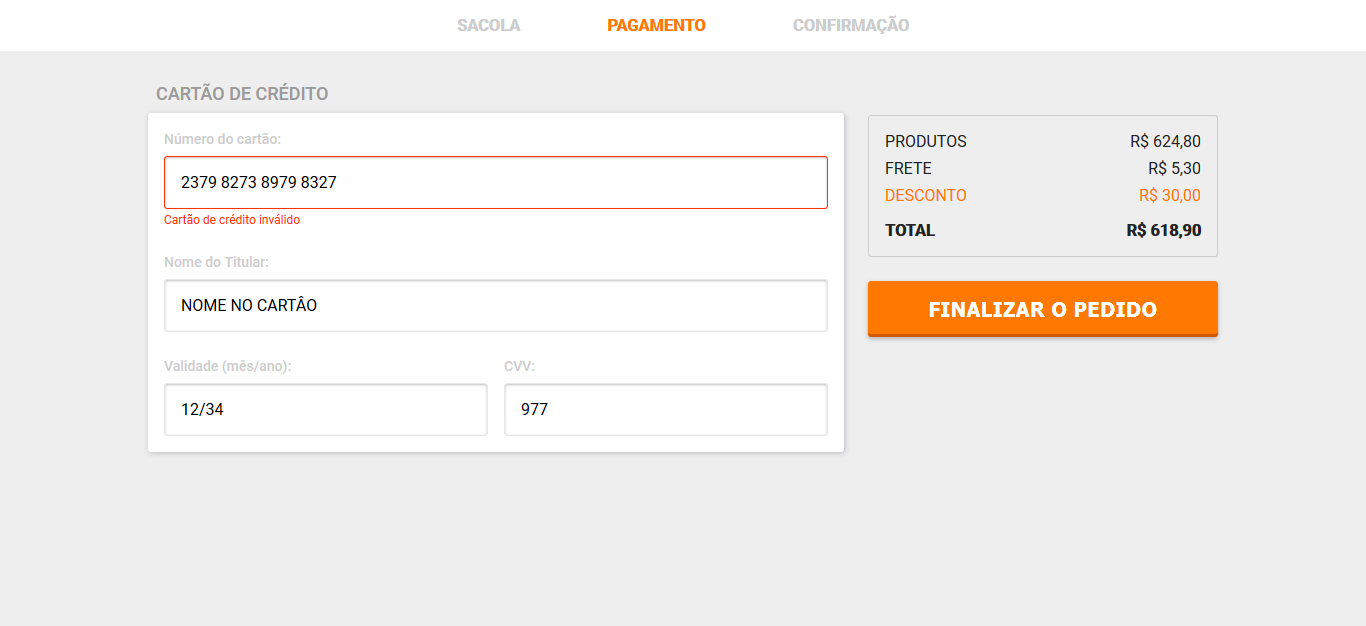 SACOLA PAGAMENTO CONFIRMAÇÃO
CARTÃO DE CRÉDITO
Número do cartão:
2379 8273 8979 8327
Cartão de crédito inválido
Nome do Titular:
NOME NO CARTÂO
Validade (mês/ano): CVV:
12/34 977
PRODUTOS R$ 624,80
FRETE R$ 5,30
DESCONTO R$ 30,00
TOTAL R$ 618,90
FINALIZAR O PEDIDO